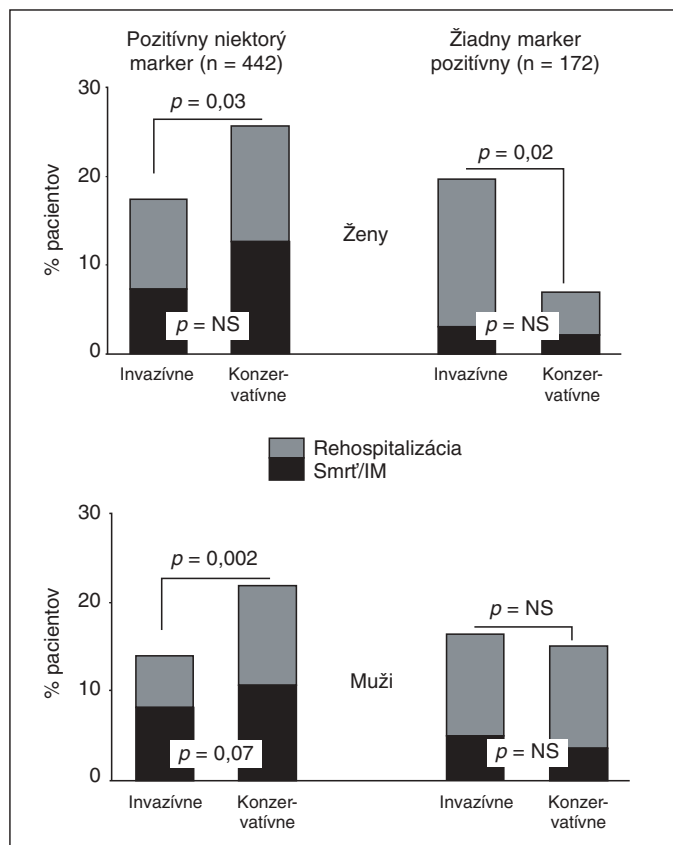 Pozitívny niektorý
marker (n = 442)
Žiadny marker
pozitívny (n = 172)
30
20
10
0
% pacientov
p = 0,03
p = NS
Invazívne
Konzer-
vatívne
Ženy
p = 0,02
p = NS
Invazívne
Konzer-
vatívne
Rehospitalizácia
Smrť/IM
30
20
10
0
% pacientov
p = 0,002
p = 0,07
Invazívne
Konzer-
vatívne
Muži
p = NS
p = NS
Invazívne
Konzer-
vatívne